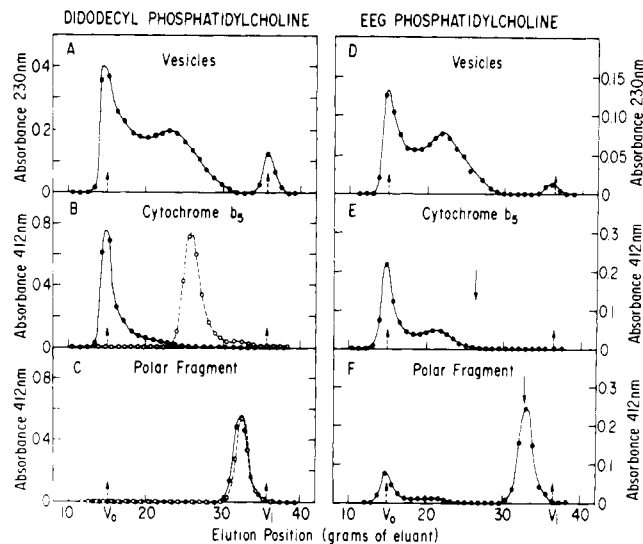 DIDODECYL PHOSPHATIDYLCHOLINE
EEG PHOSPHATIDYLCHOLINE
A
Vesicles
Absorbance 230nm
0.4
0.2
0
D
Vesicles
0.15
0.10
0.05
0
Absorbance 230nm
B
Cytochrome b5
Absorbance 412nm
0.8
0.4
0
E
Cytochrome b5
0.3
0.2
0.1
0
Absorbance 412nm
C
Polar Fragment
Absorbance 412nm
0.8
0.4
0
F
Polar Fragment
0.3
0.2
0.1
0
Absorbance 412nm
10 V0 20 30 Vi 40
10 V0 20 30 Vi 40
Elution Position (grams of eluant)